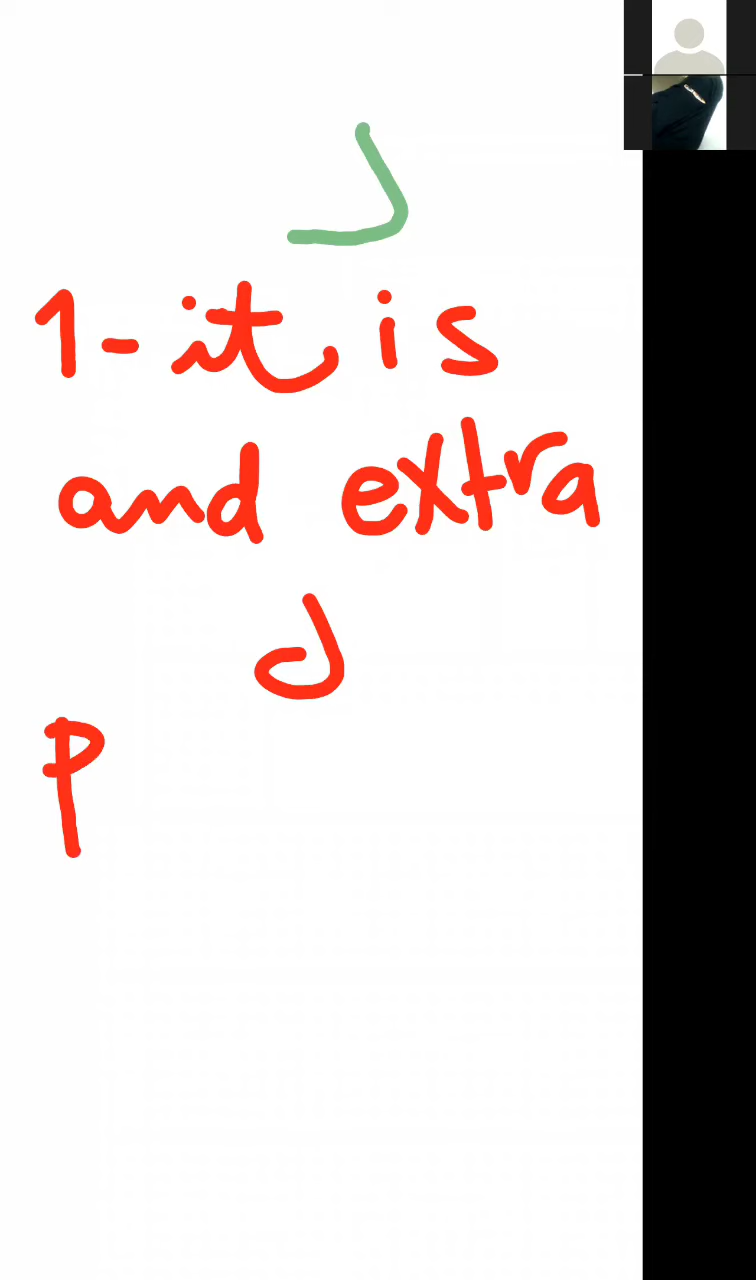 د
1- it is
and extra
P